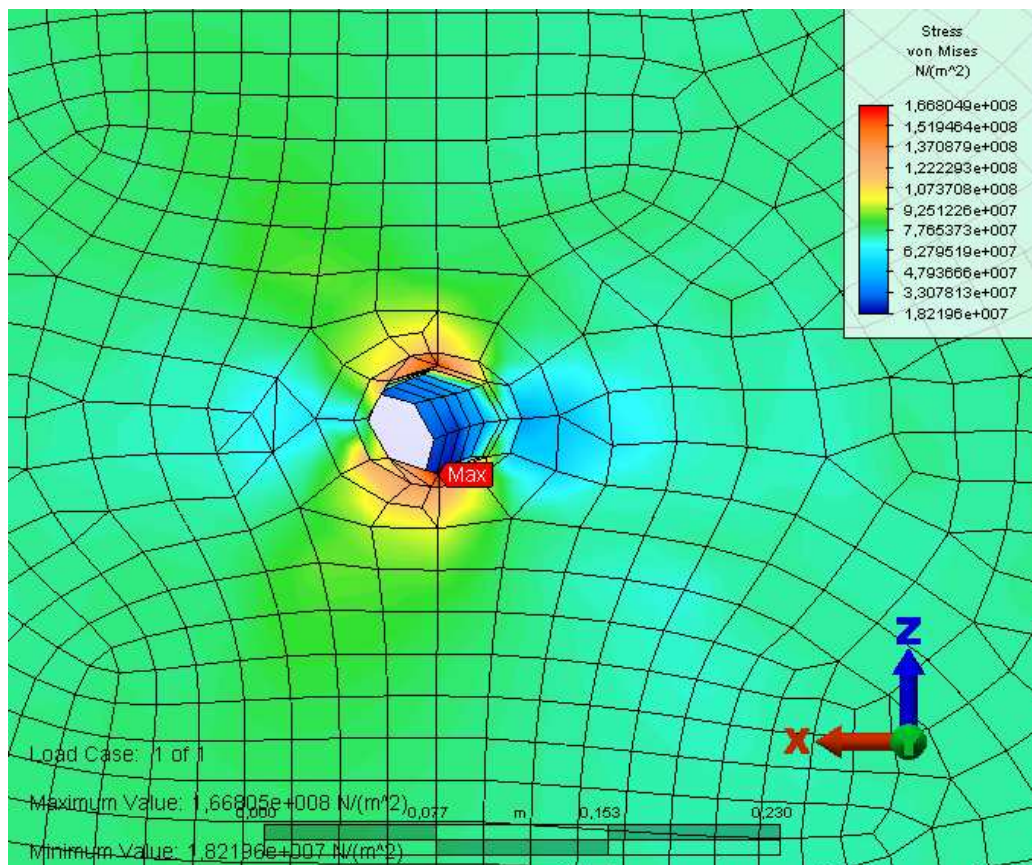 Stress
von Mises
N/(m^2)
1,668049e+008
1,519464e+008
1,370879e+008
1,222293e+008
1,073708e+008
9,251226e+007
7,765373e+007
6,279519e+007
4,793666e+007
3,307813e+007
1,82196e+007
Max
Z
X
Y
Load Case: 1 of 1
Maximum Value: 1,66805e+008 N/(m^2)
0,000 0,077 m 0,153 0,230
Minimum Value: 1,82196e+007 N/(m^2)